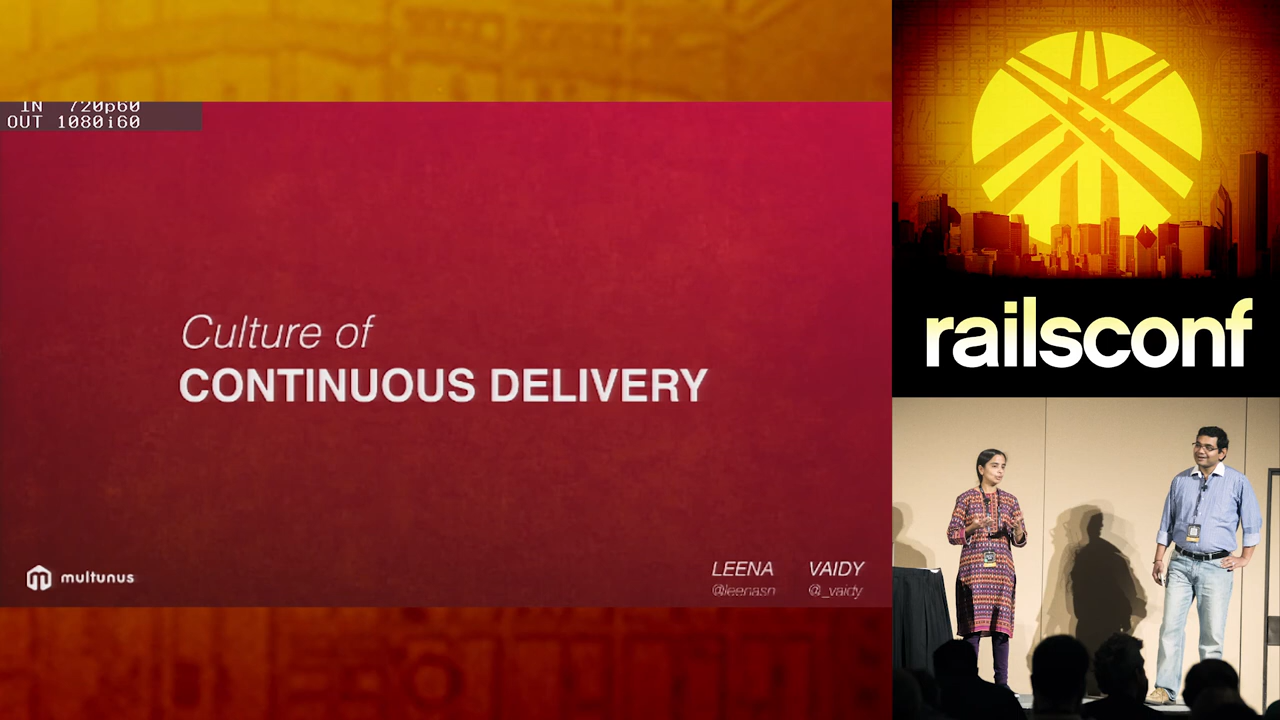 IN 720p60
OUT 1080i60
Culture of
CONTINUOUS DELIVERY
multunus
LEENA VAIDY
@leenasn @_vaidy
railsconf